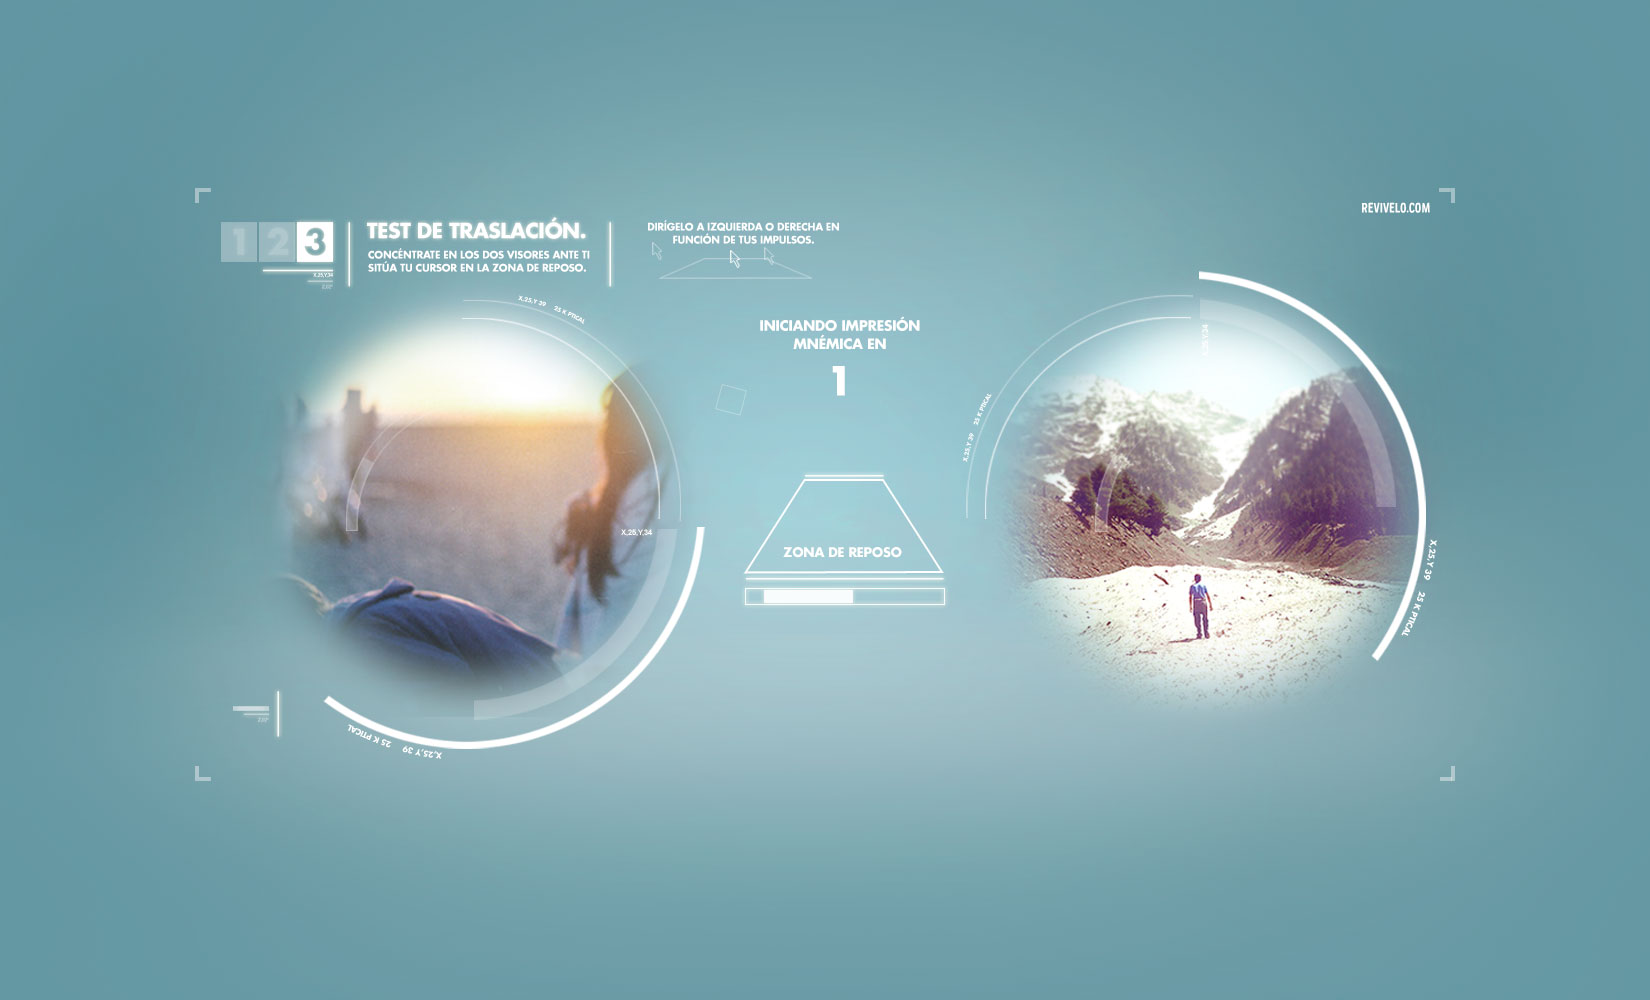 REVIVELO.COM
1 2 3
X,25,Y,34
230°
TEST DE TRASLACIÓN.
CONCÉNTRATE EN LOS DOS VISORES ANTE TI
SITÚA TU CURSOR EN LA ZONA DE REPOSO.
DIRÍGELO A IZQUIERDA O DERECHA EN
FUNCIÓN DE TUS IMPULSOS.
X,25,Y 39 25 K PTICAL
INICIANDO IMPRESIÓN
MNÉMICA EN
1
X,25,Y,34
X,25,Y 39 25 K PTICAL
X,25,Y,34
ZONA DE REPOSO
X,25,Y 39 25 K PTICAL
230°
X,25,Y 39 25 K PTICAL